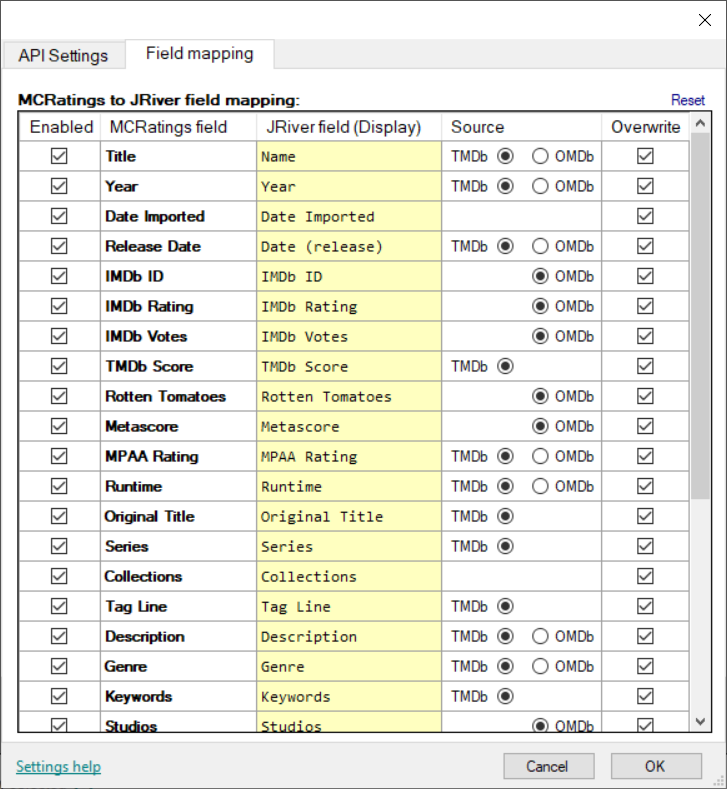 API Settings Field mapping
MCRatings to JRiver field mapping: Reset
Enabled MCRatings field JRiver field (Display) Source Overwrite
Title Name TMDb OMDb
Year Year TMDb OMDb
Date Imported Date Imported
Release Date Date (release) TMDb OMDb
IMDb ID IMDb ID OMDb
IMDb Rating IMDb Rating OMDb
IMDb Votes IMDb Votes OMDb
TMDb Score TMDb Score TMDb
Rotten Tomatoes Rotten Tomatoes OMDb
Metascore Metascore OMDb
MPAA Rating MPAA Rating TMDb OMDb
Runtime Runtime TMDb OMDb
Original Title Original Title TMDb
Series Series TMDb
Collections Collections
Tag Line Tag Line TMDb
Description Description TMDb OMDb
Genre Genre TMDb OMDb
Keywords Keywords TMDb
Studios Studios OMDb
Settings help Cancel OK